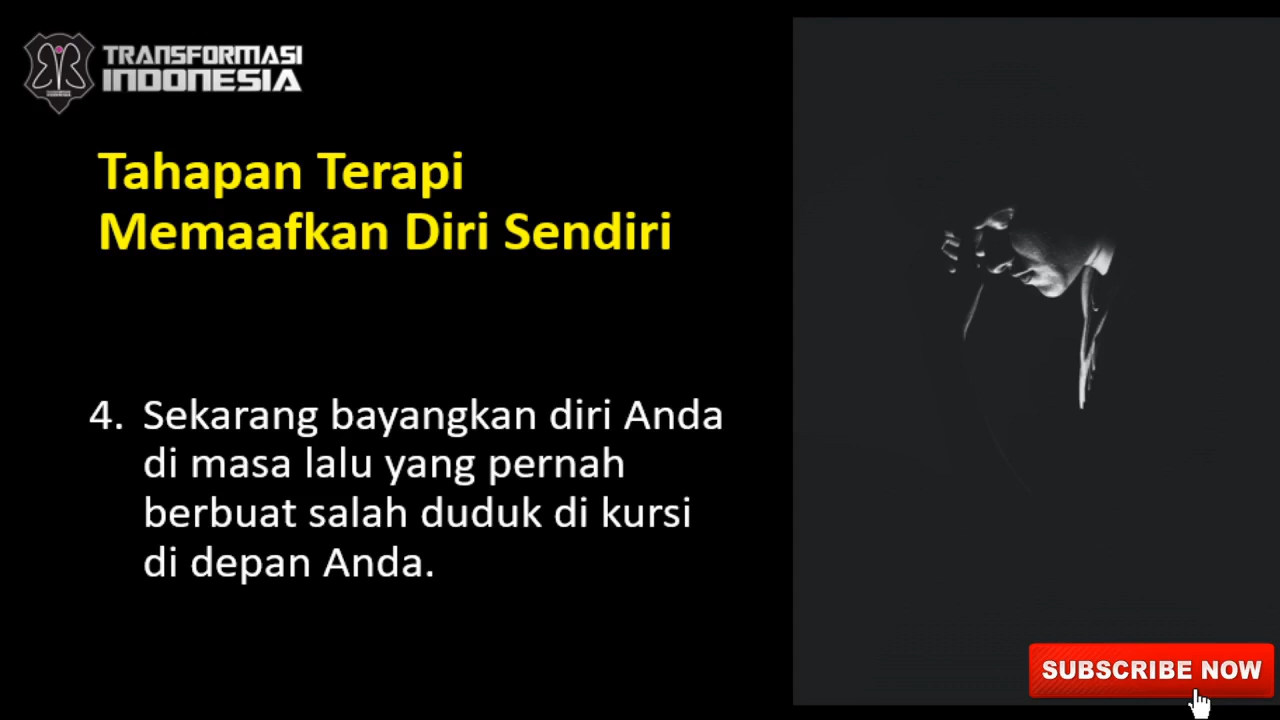 TRANSFORMASI
INDONESIA
Tahapan Terapi
Memaafkan Diri Sendiri
4. Sekarang bayangkan diri Anda
di masa lalu yang pernah
berbuat salah duduk di kursi
di depan Anda.
SUBSCRIBE NOW